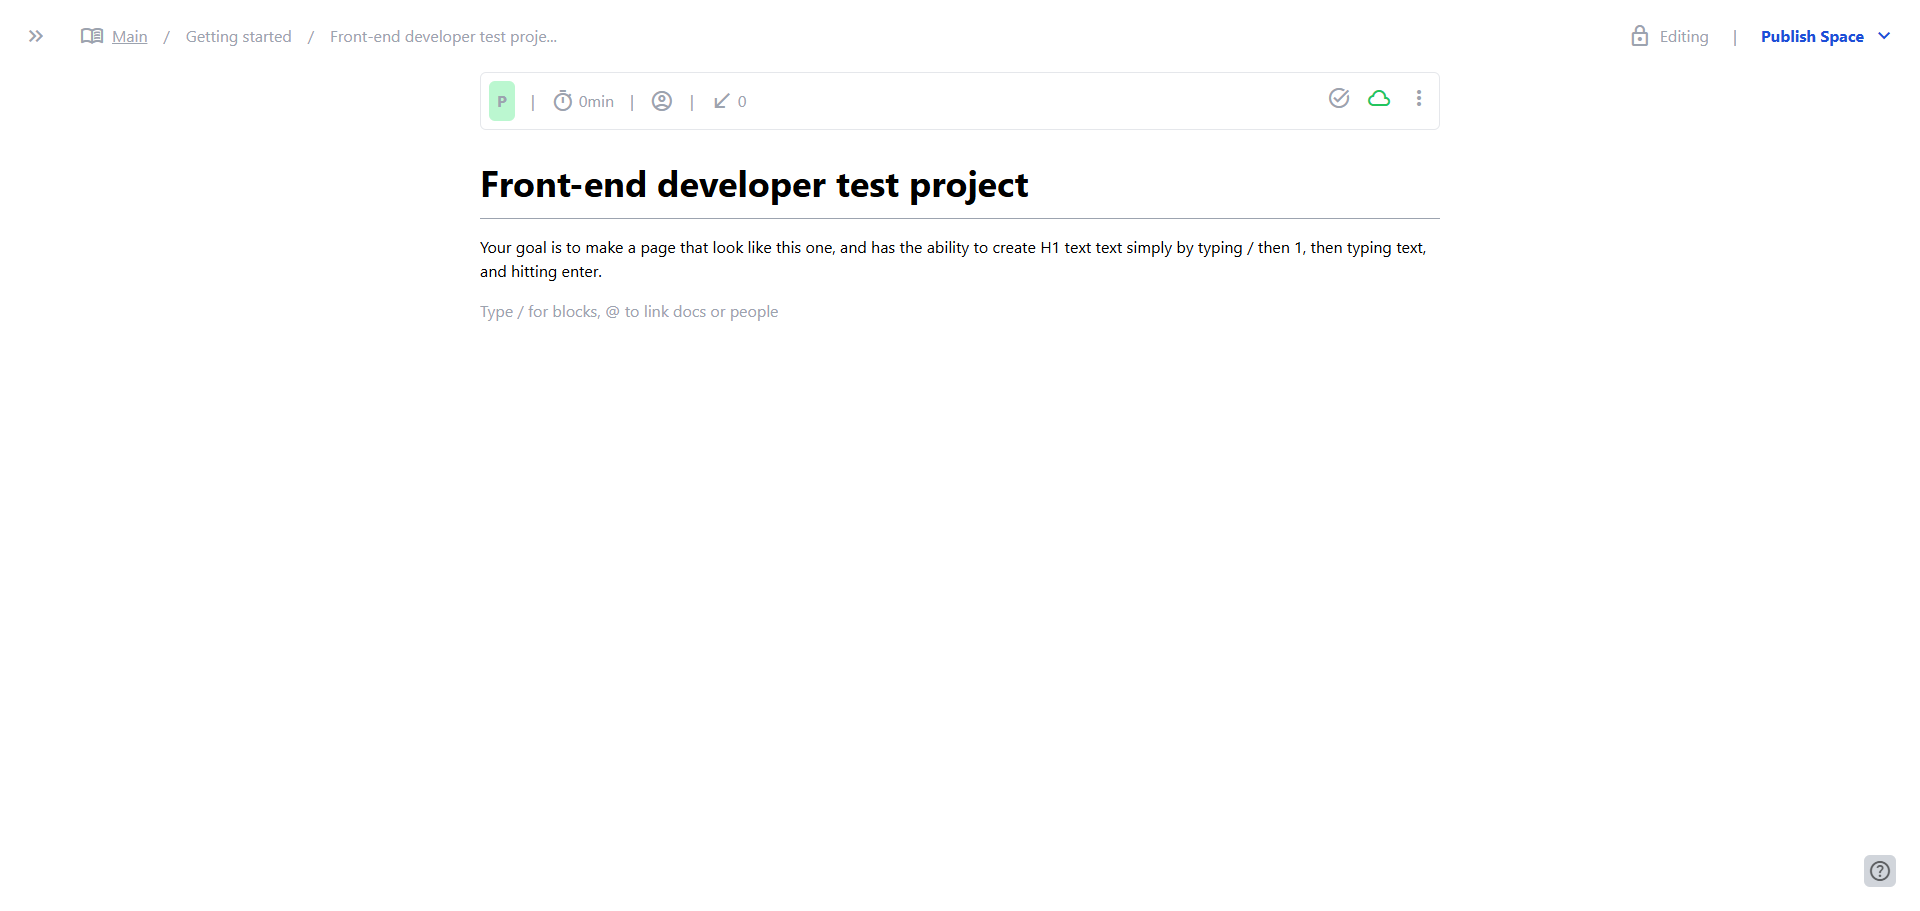 Main / Getting started / Front-end developer test proje...
Editing | Publish Space
P | 0min | | 0
Front-end developer test project
Your goal is to make a page that look like this one, and has the ability to create H1 text text simply by typing / then 1, then typing text,
and hitting enter.
Type / for blocks, @ to link docs or people